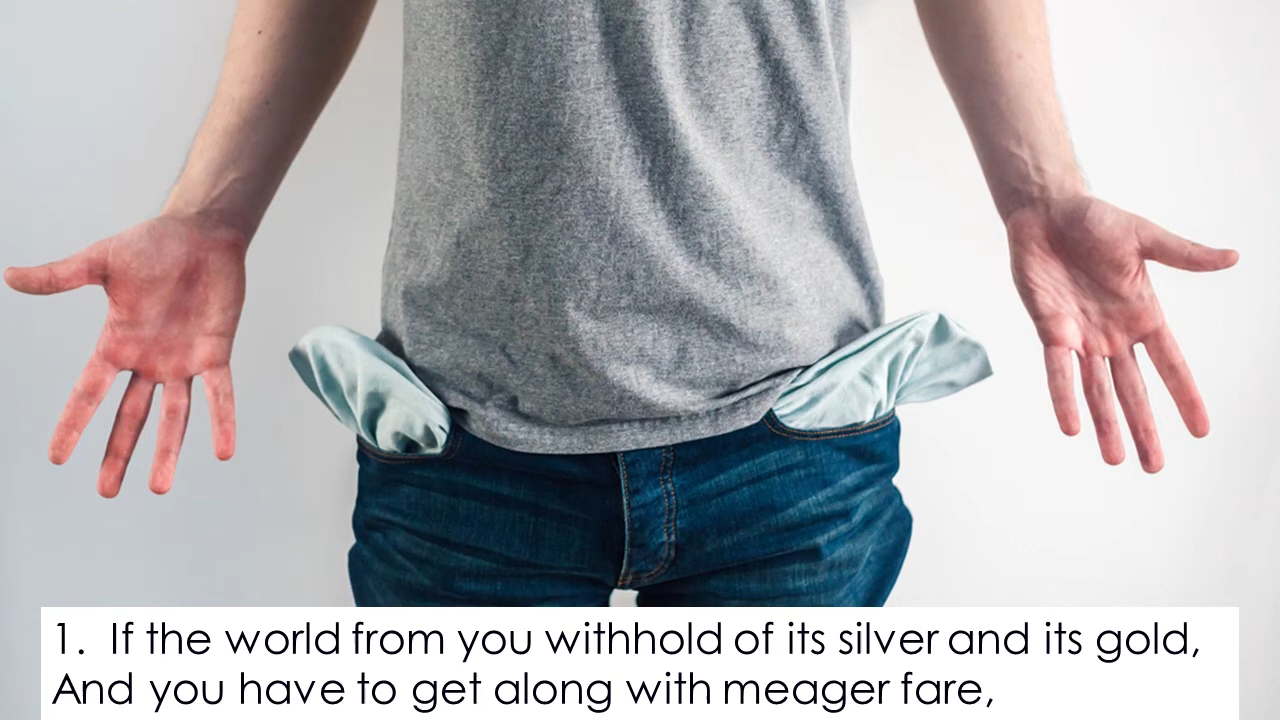 1. If the world from you withhold of its silver and its gold,
And you have to get along with meager fare,